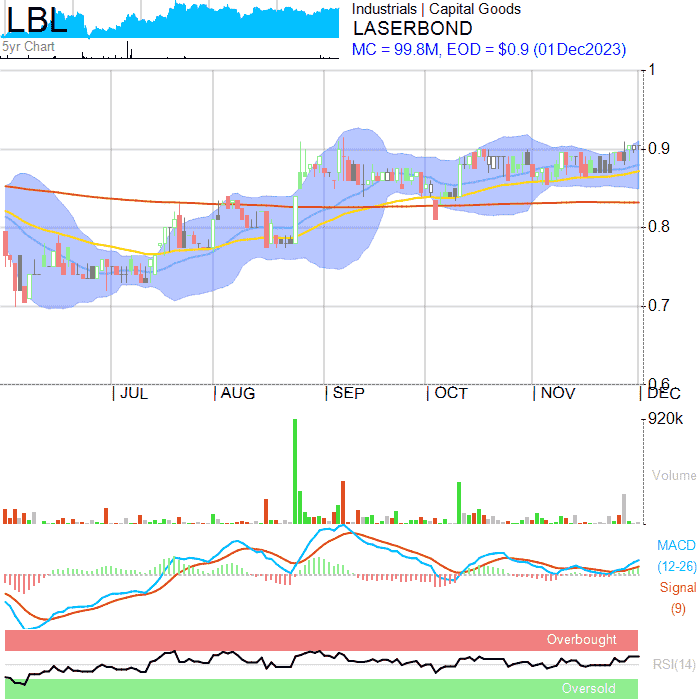 LBL
5yr Chart
Industrials | Capital Goods
LASERBOND
MC = 99.8M, EOD = $0.9 (01Dec2023)
1
0.9
0.8
0.7
0.6
JUL AUG SEP OCT NOV DEC
920k
Volume
MACD
(12-26)
Signal
(9)
Overbought
RSI(14)
Oversold